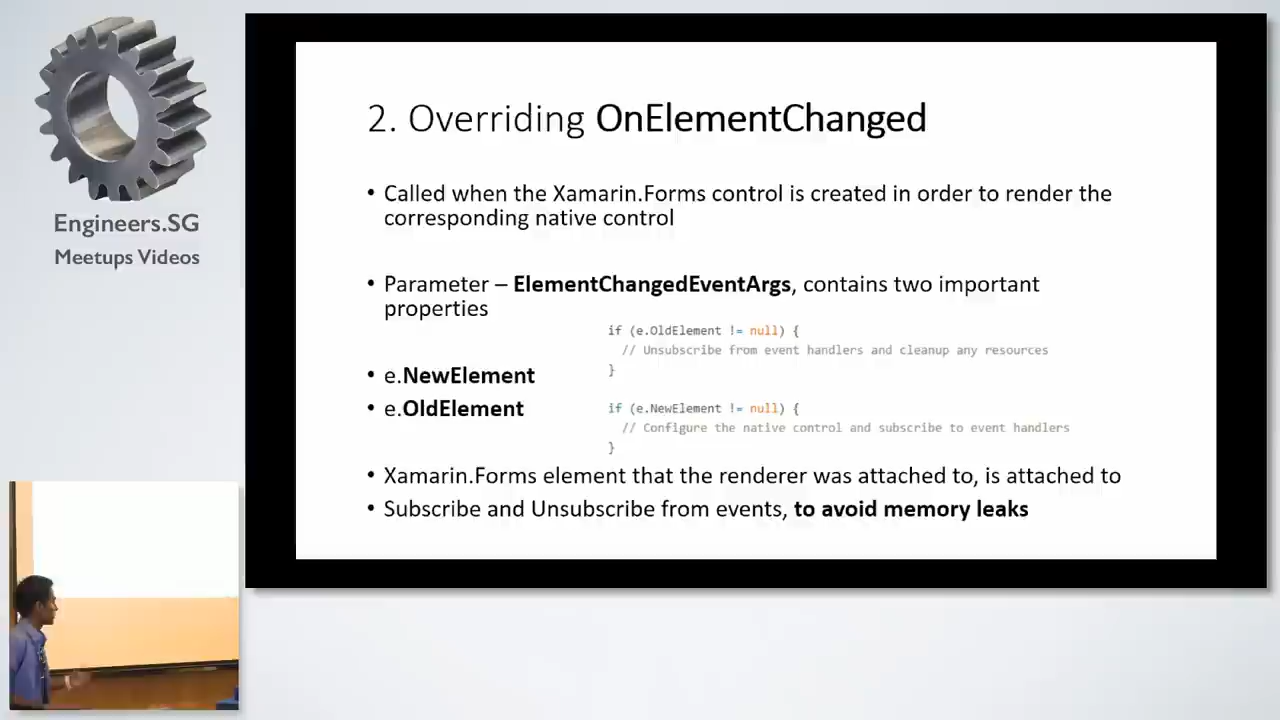 Engineers.SG
Meetups Videos
2. Overriding OnElementChanged
• Called when the Xamarin.Forms control is created in order to render the
corresponding native control
• Parameter – ElementChangedEventArgs, contains two important
properties
if (e.OldElement != null) {
// Unsubscribe from event handlers and cleanup any resources
}
• e.NewElement
• e.OldElement
if (e.NewElement != null) {
// Configure the native control and subscribe to event handlers
}
• Xamarin.Forms element that the renderer was attached to, is attached to
• Subscribe and Unsubscribe from events, to avoid memory leaks